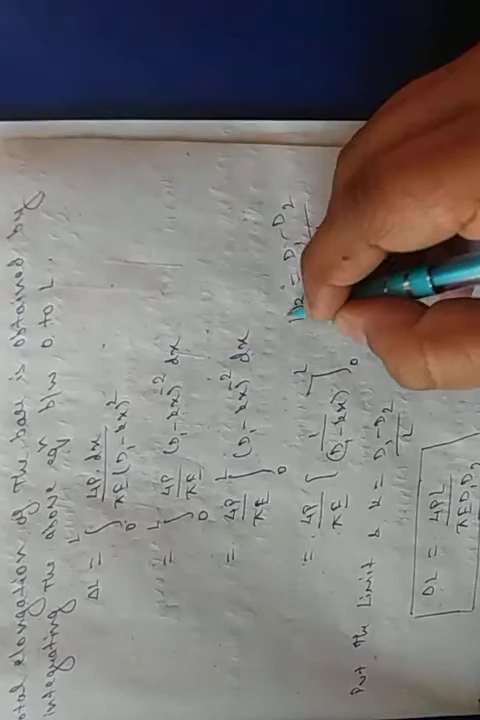 otal elongation of the bar is obtained by
integrating the above eqn b/w 0 to L.
ΔL = ∫₀ᴸ 4P dx / πE(D₁-kx)²
= ∫₀ᴸ 4P/πE (D₁-kx)⁻² dx
= 4P/πE ∫₀ᴸ (D₁-kx)⁻² dx
= 4P/πE [1/(D₁-kx)]₀ᴸ
k = D₁-D₂
Put the limit & k = D₁-D₂/L
ΔL = 4PL/πED₁D₂